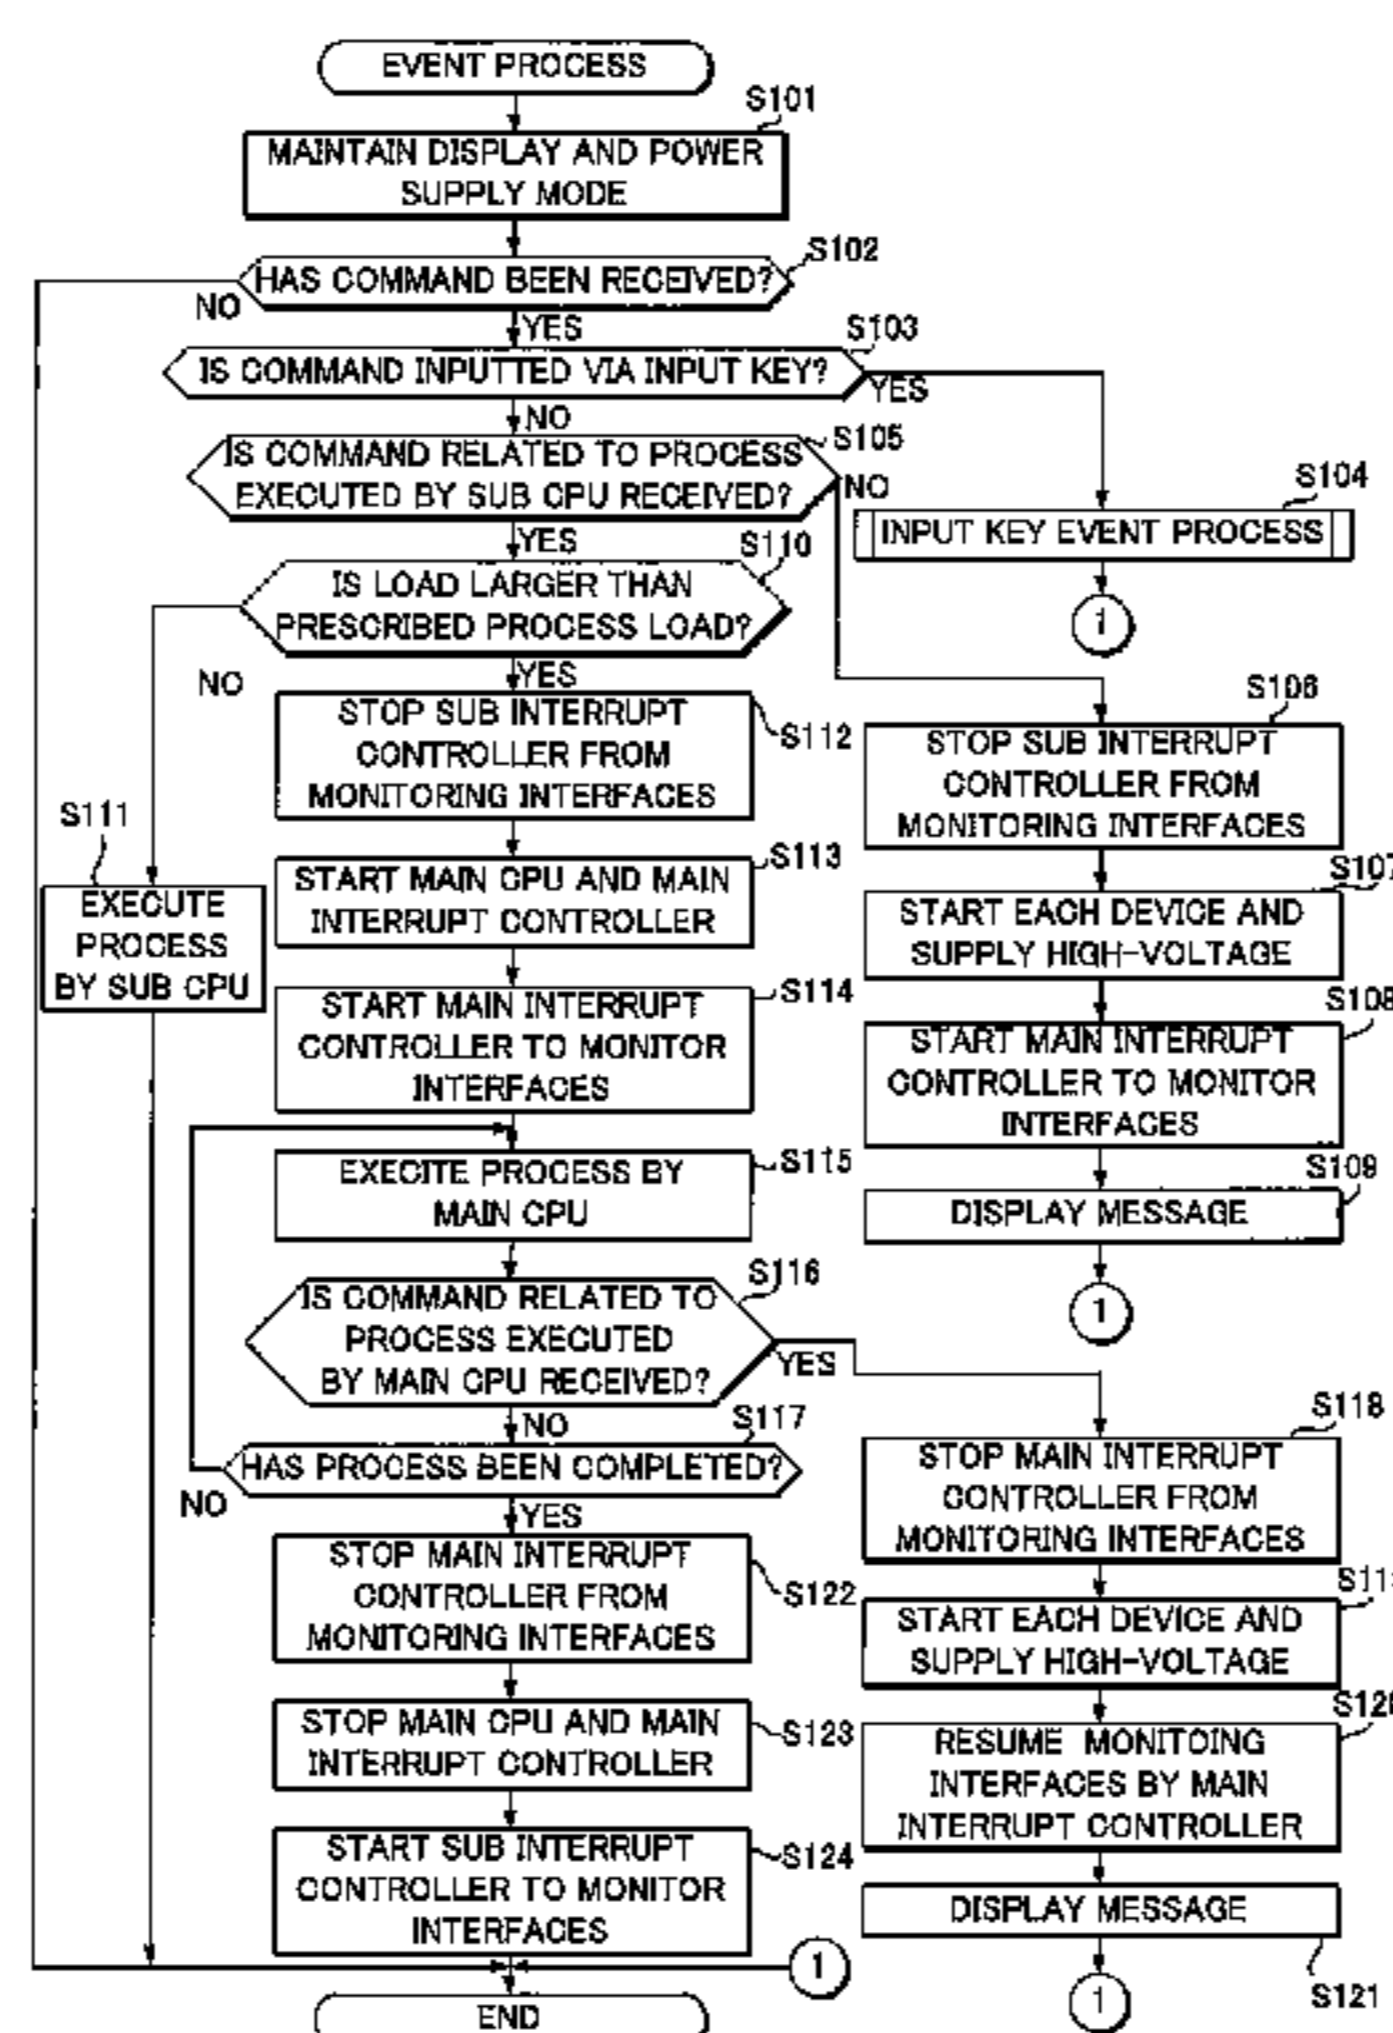 EVENT PROCESS
S101
MAINTAIN DISPLAY AND POWER
SUPPLY MODE
S102
HAS COMMAND BEEN RECEIVED?
NO
YES
S103
IS COMMAND INPUTTED VIA INPUT KEY?
YES
NO
S105
IS COMMAND RELATED TO PROCESS
EXECUTED BY SUB CPU RECEIVED?
NO
S104
INPUT KEY EVENT PROCESS
1
YES
S110
IS LOAD LARGER THAN
PRESCRIBED PROCESS LOAD?
NO
YES
S112
STOP SUB INTERRUPT
CONTROLLER FROM
MONITORING INTERFACES
S106
STOP SUB INTERRUPT
CONTROLLER FROM
MONITORING INTERFACES
S111
EXECUTE
PROCESS
BY SUB CPU
S113
START MAIN CPU AND MAIN
INTERRUPT CONTROLLER
S107
START EACH DEVICE AND
SUPPLY HIGH-VOLTAGE
S114
START MAIN INTERRUPT
CONTROLLER TO MONITOR
INTERFACES
S108
START MAIN INTERRUPT
CONTROLLER TO MONITOR
INTERFACES
S115
EXECITE PROCESS BY
MAIN CPU
S109
DISPLAY MESSAGE
1
S116
IS COMMAND RELATED TO
PROCESS EXECUTED
BY MAIN CPU RECEIVED?
YES
NO
S117
HAS PROCESS BEEN COMPLETED?
NO
YES
S118
STOP MAIN INTERRUPT
CONTROLLER FROM
MONITORING INTERFACES
S122
STOP MAIN INTERRUPT
CONTROLLER FROM
MONITORING INTERFACES
START EACH DEVICE AND
SUPPLY HIGH-VOLTAGE
S123
STOP MAIN CPU AND MAIN
INTERRUPT CONTROLLER
RESUME MONITOING
INTERFACES BY MAIN
INTERRUPT CONTROLLER
S124
START SUB INTERRUPT
CONTROLLER TO MONITOR
INTERFACES
DISPLAY MESSAGE
S121
1
1
END